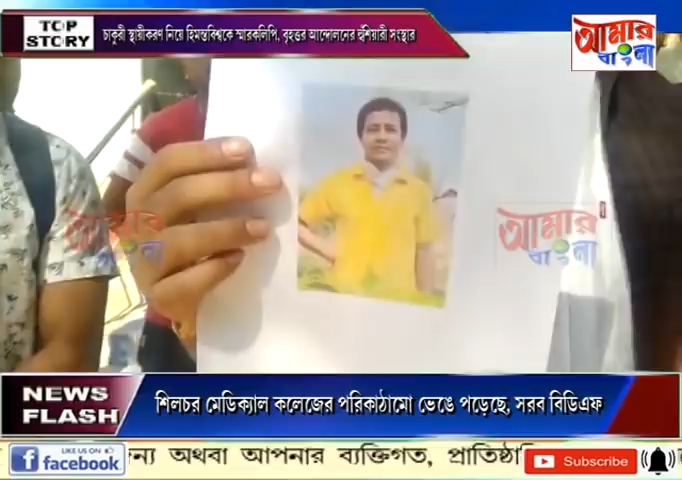 TOP
STORY
চাকুরী স্থায়ীকরণ নিয়ে হিমন্তবিশ্বকে স্মারকলিপি, বৃহত্তর আন্দোলনের হুঁশিয়ারী সংস্থার
আমার
বাংলা
আমার
বাংলা
আমার
বাংলা
NEWS
FLASH
শিলচর মেডিক্যাল কলেজের পরিকাঠামো ভেঙে পড়েছে, সরব বিডিএফ
LIKE US ON
facebook
জন্য অথবা আপনার ব্যক্তিগত,
Subscribe